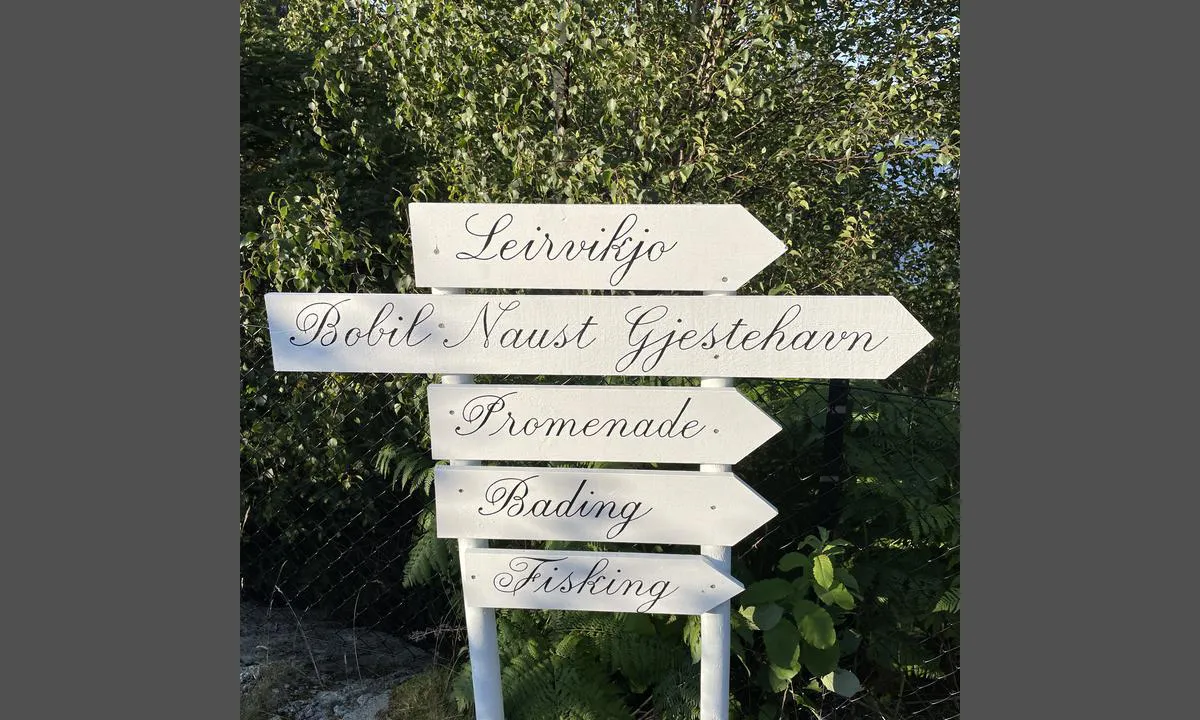 Leirvikjo
Bobil Naust Gjestehavn
Promenade
Bading
Fisking